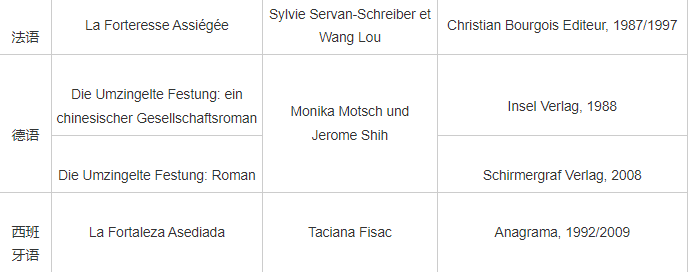 法语
La Forteresse Assiégée
Sylvie Servan-Schreiber et
Wang Lou
Christian Bourgois Editeur, 1987/1997
德语
Die Umzingelte Festung: ein
chinesischer Gesellschaftsroman
Monika Motsch und
Jerome Shih
Insel Verlag, 1988
Die Umzingelte Festung: Roman
Schirmergraf Verlag, 2008
西班
牙语
La Fortaleza Asediada
Taciana Fisac
Anagrama, 1992/2009